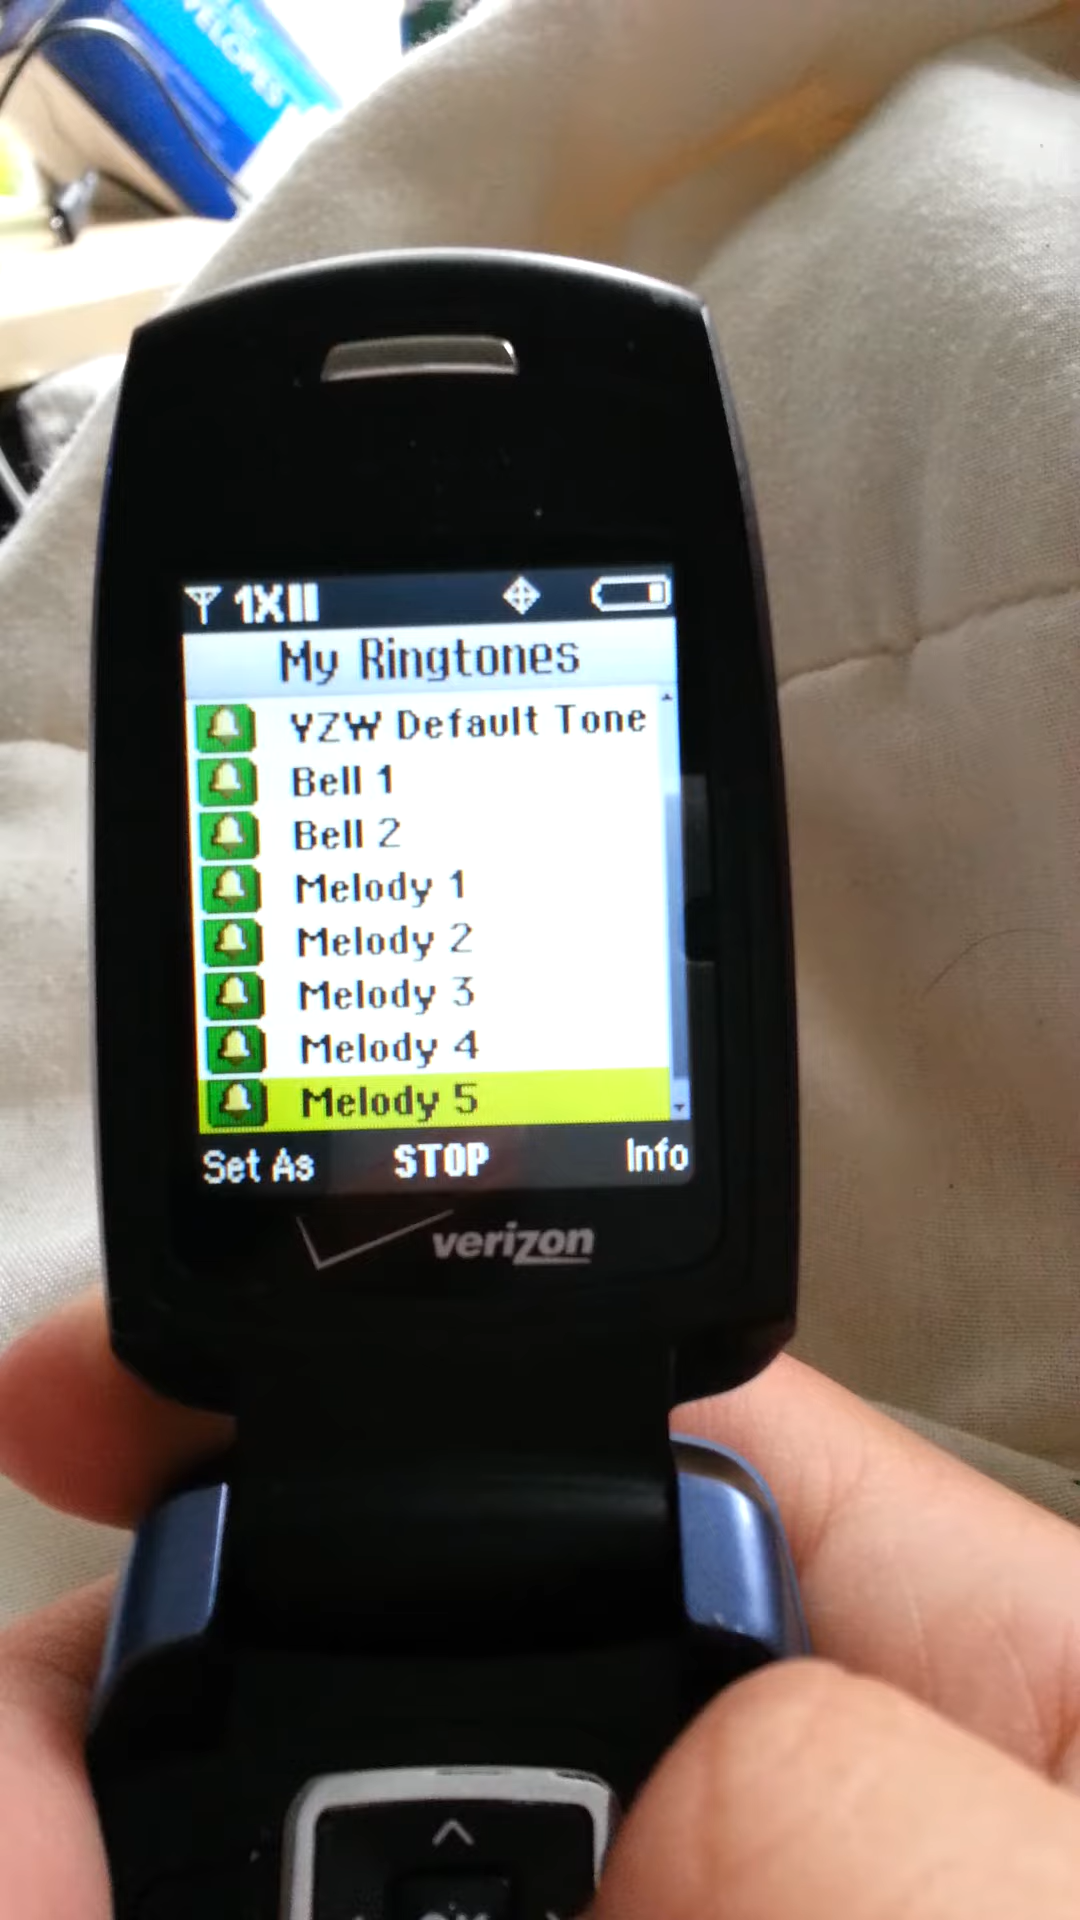 VELOPES
1X
My Ringtones
VZW Default Tone
Bell 1
Bell 2
Melody 1
Melody 2
Melody 3
Melody 4
Melody 5
Set As STOP Info
verizon